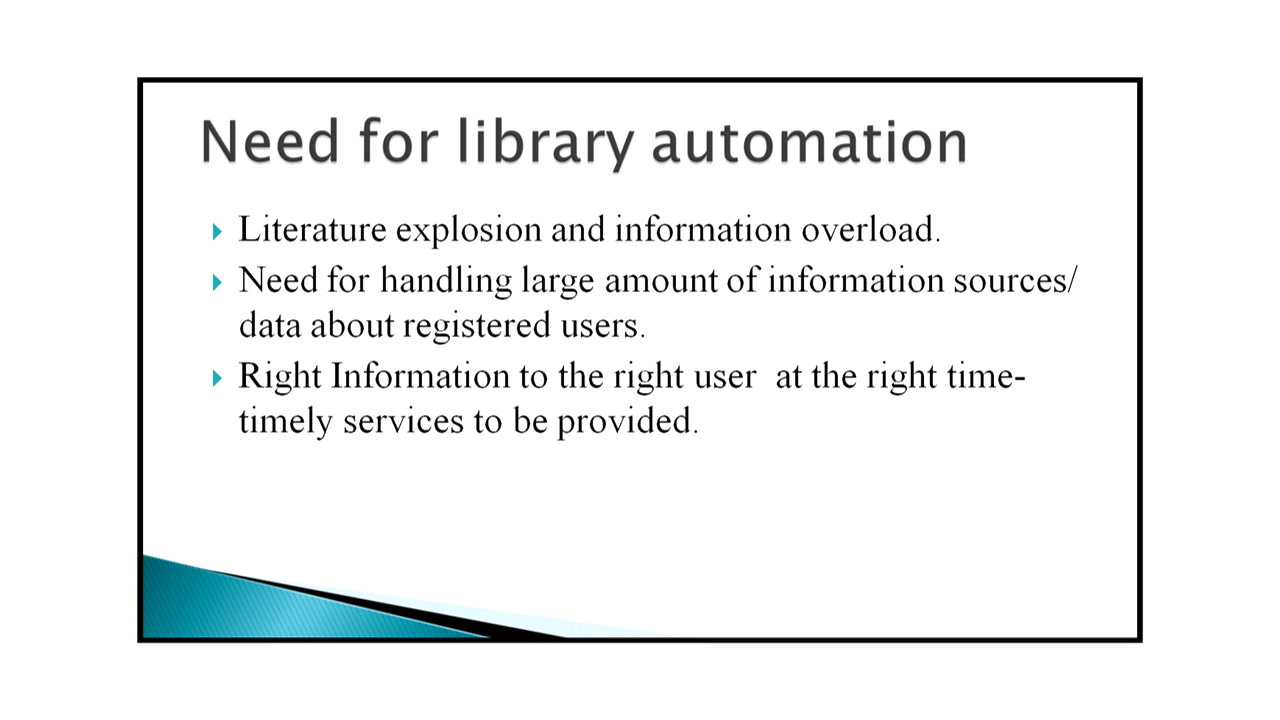 Need for library automation
Literature explosion and information overload.
Need for handling large amount of information sources/
data about registered users.
Right Information to the right user  at the right time-
timely services to be provided.